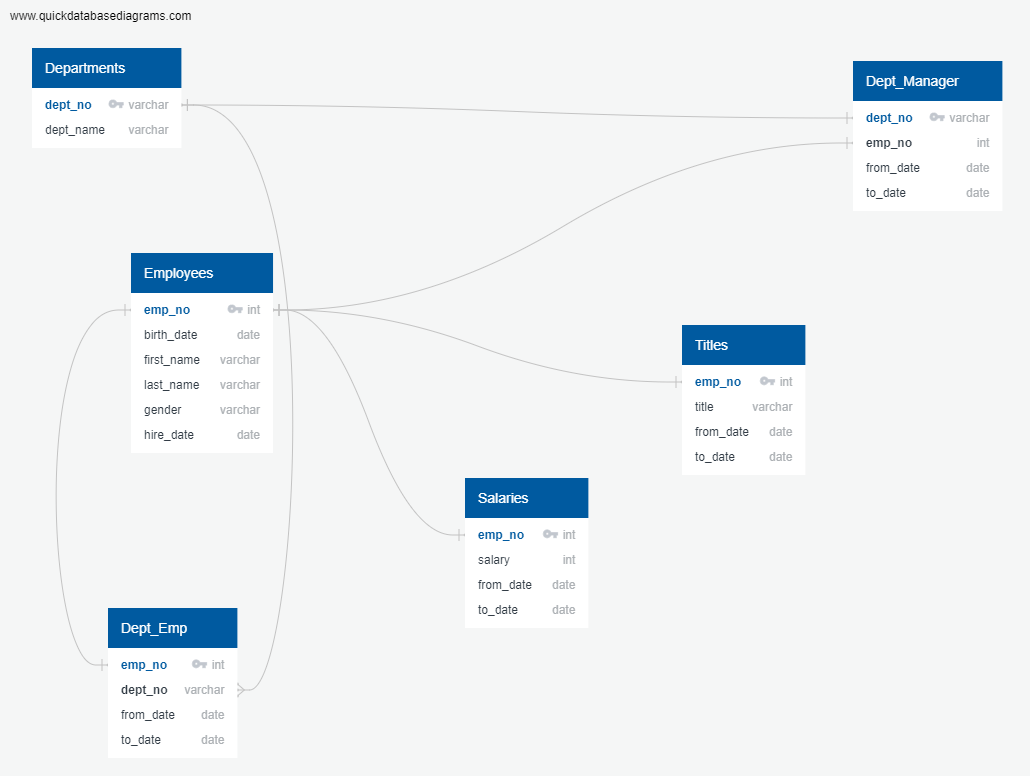 www.quickdatabasediagrams.com
Departments
dept_no varchar
dept_name varchar
Dept_Manager
dept_no varchar
emp_no int
from_date date
to_date date
Employees
emp_no int
birth_date date
first_name varchar
last_name varchar
gender varchar
hire_date date
Titles
emp_no int
title varchar
from_date date
to_date date
Salaries
emp_no int
salary int
from_date date
to_date date
Dept_Emp
emp_no int
dept_no varchar
from_date date
to_date date